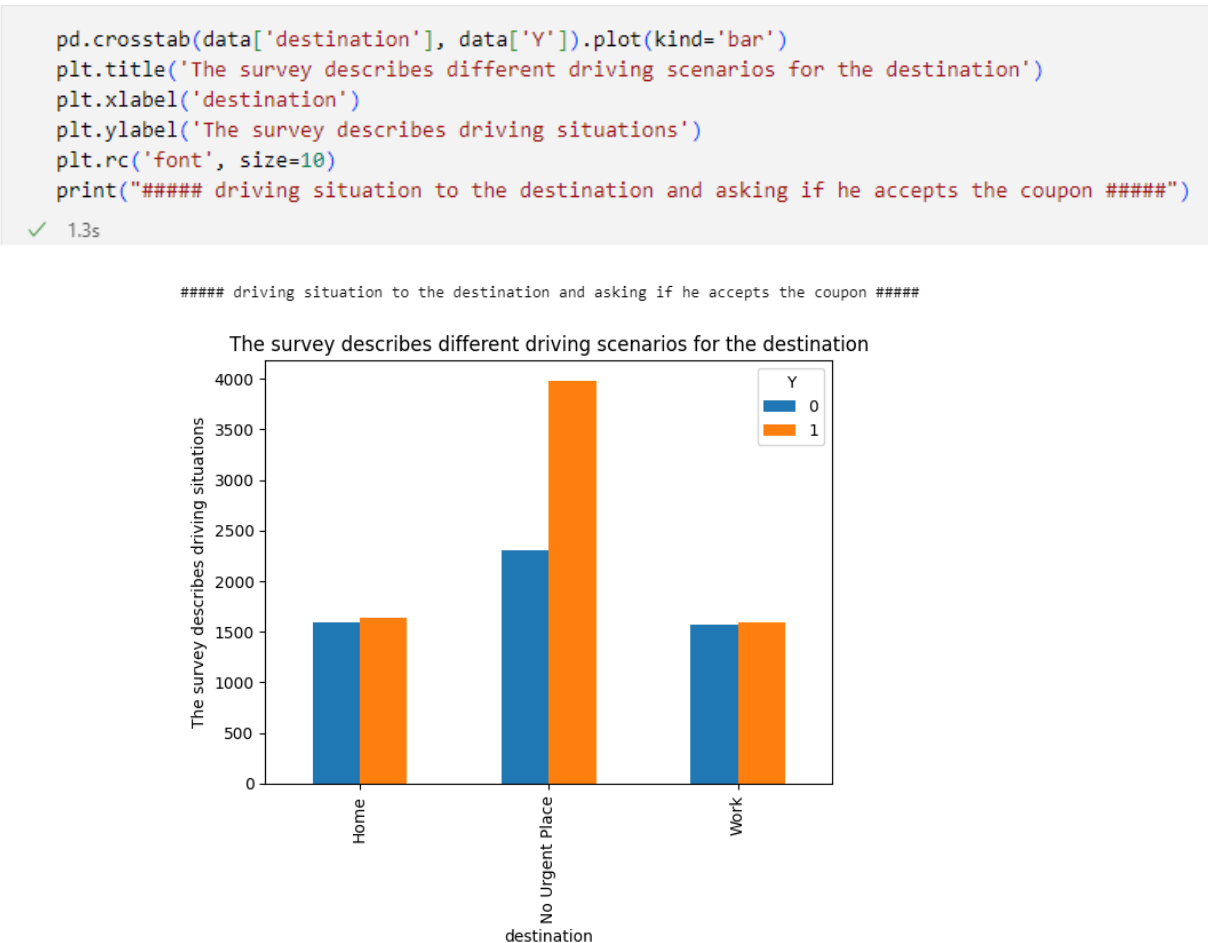 pd.crosstab(data['destination'], data['Y']).plot(kind='bar')
plt.title('The survey describes different driving scenarios for the destination')
plt.xlabel('destination')
plt.ylabel('The survey describes driving situations')
plt.rc('font', size=10)
print("##### driving situation to the destination and asking if he accepts the coupon #####")
✓ 1.3s
##### driving situation to the destination and asking if he accepts the coupon #####
The survey describes different driving scenarios for the destination
The survey describes driving situations
4000
3500
3000
2500
2000
1500
1000
500
0
Y
0
1
Home
No Urgent Place
Work
destination